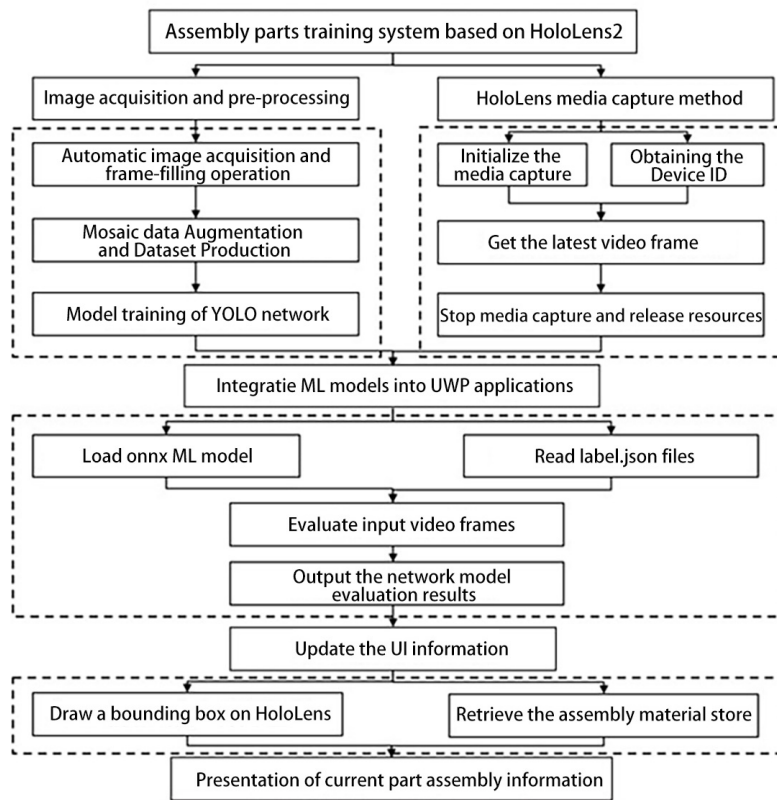 Assembly parts training system based on HoloLens2
Image acquisition and pre-processing
HoloLens media capture method
Automatic image acquisition and
frame-filling operation
Initialize the
media capture
Obtaining the
Device ID
Mosaic data Augmentation
and Dataset Production
Get the latest video frame
Model training of YOLO network
Stop media capture and release resources
Integratie ML models into UWP applications
Load onnx ML model
Read label.json files
Evaluate input video frames
Output the network model
evaluation results
Update the UI information
Draw a bounding box on HoloLens
Retrieve the assembly material store
Presentation of current part assembly information